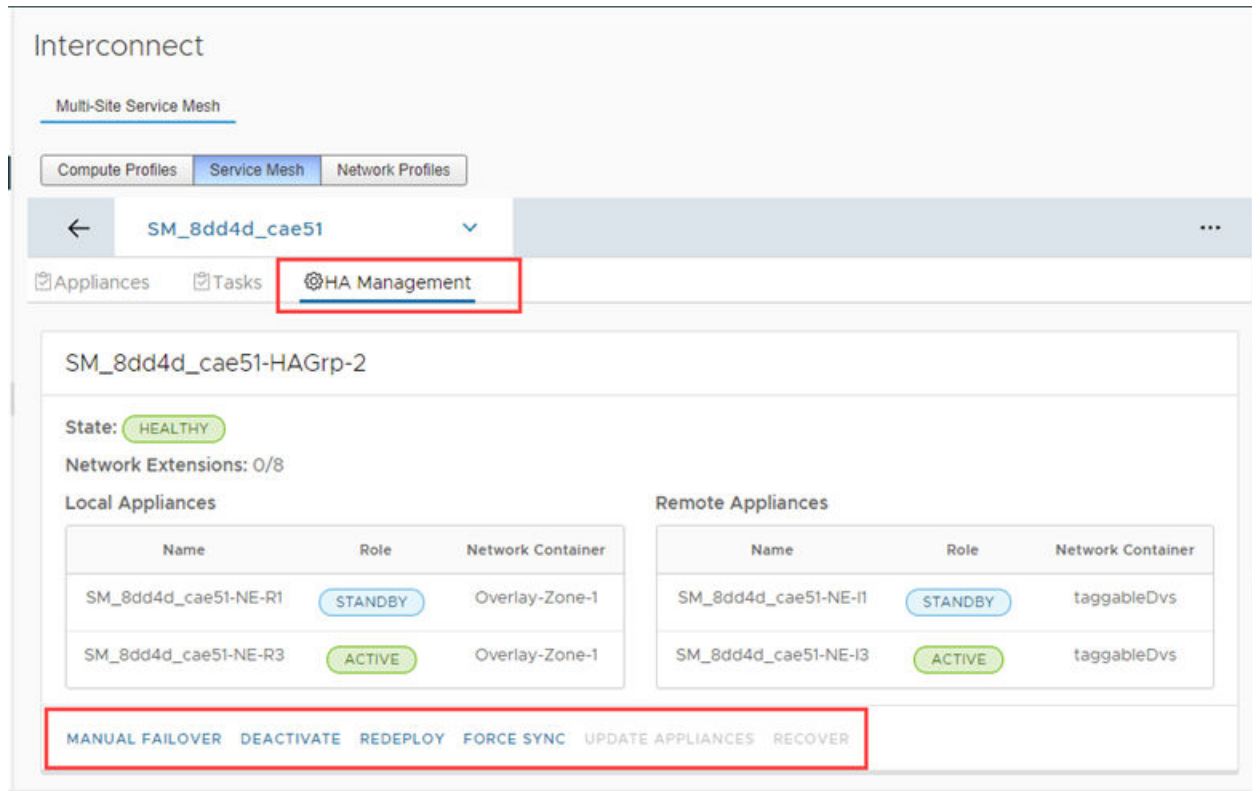 Interconnect
Multi-Site Service Mesh
Compute Profiles Service Mesh Network Profiles
SM_8dd4d_cae51 ...
Appliances Tasks HA Management
SM_8dd4d_cae51-HAGrp-2
State: HEALTHY
Network Extensions: 0/8
Local Appliances Remote Appliances
Name Role Network Container Name Role Network Container
SM_8dd4d_cae51-NE-R1 STANDBY Overlay-Zone-1 SM_8dd4d_cae51-NE-I1 STANDBY taggableDvs
SM_8dd4d_cae51-NE-R3 ACTIVE Overlay-Zone-1 SM_8dd4d_cae51-NE-I3 ACTIVE taggableDvs
MANUAL FAILOVER DEACTIVATE REDEPLOY FORCE SYNC UPDATE APPLIANCES RECOVER